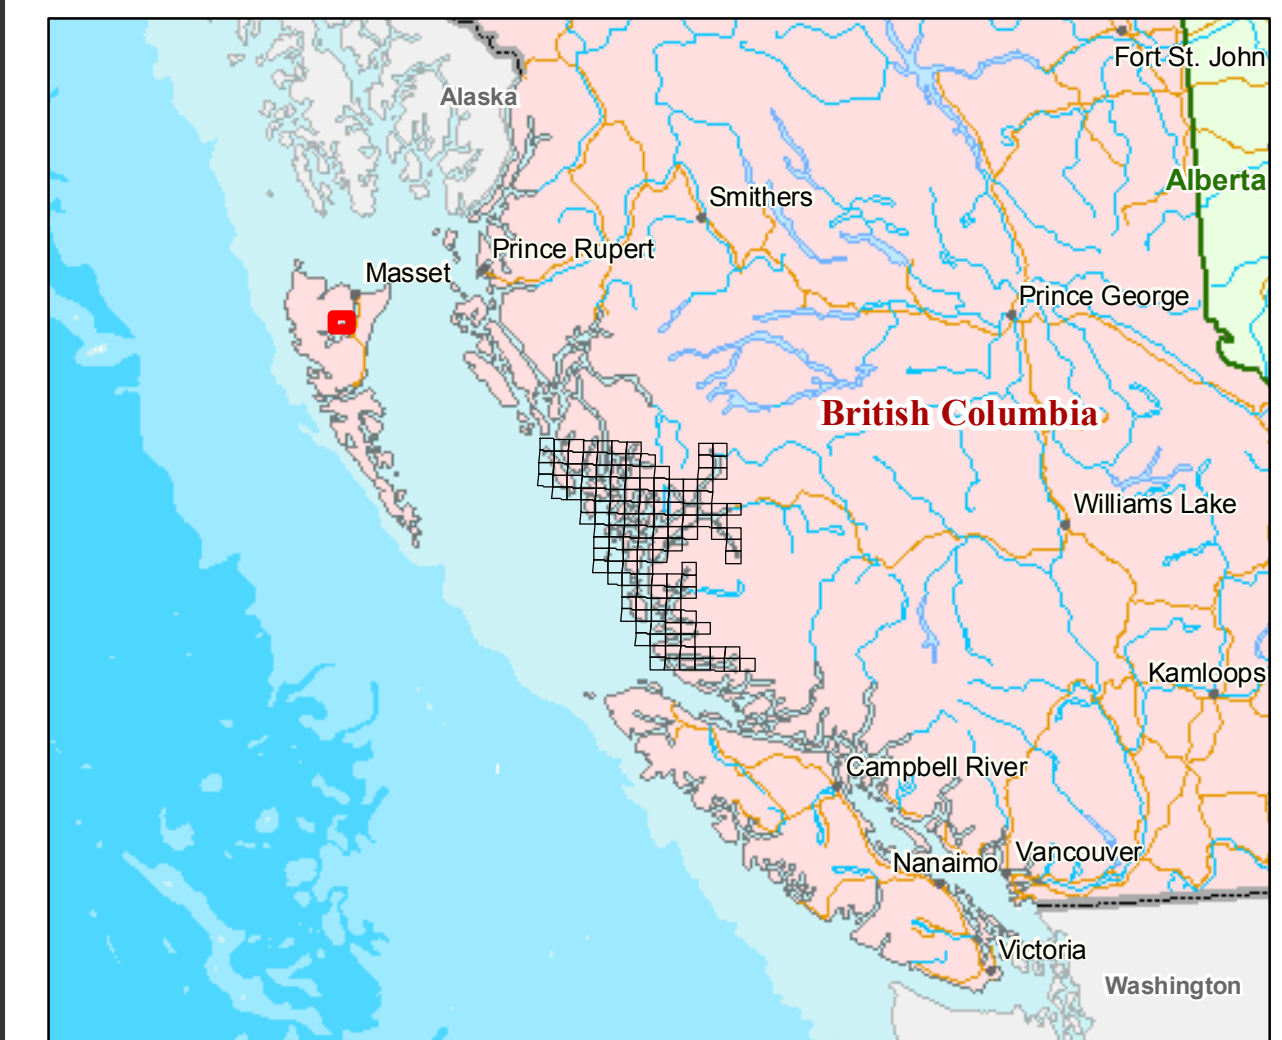 Fort St. John
Alaska
Alberta
Smithers
Prince Rupert
Masset
Prince George
British Columbia
Williams Lake
Kamloops
Campbell River
Vancouver
Nanaimo
Victoria
Washington